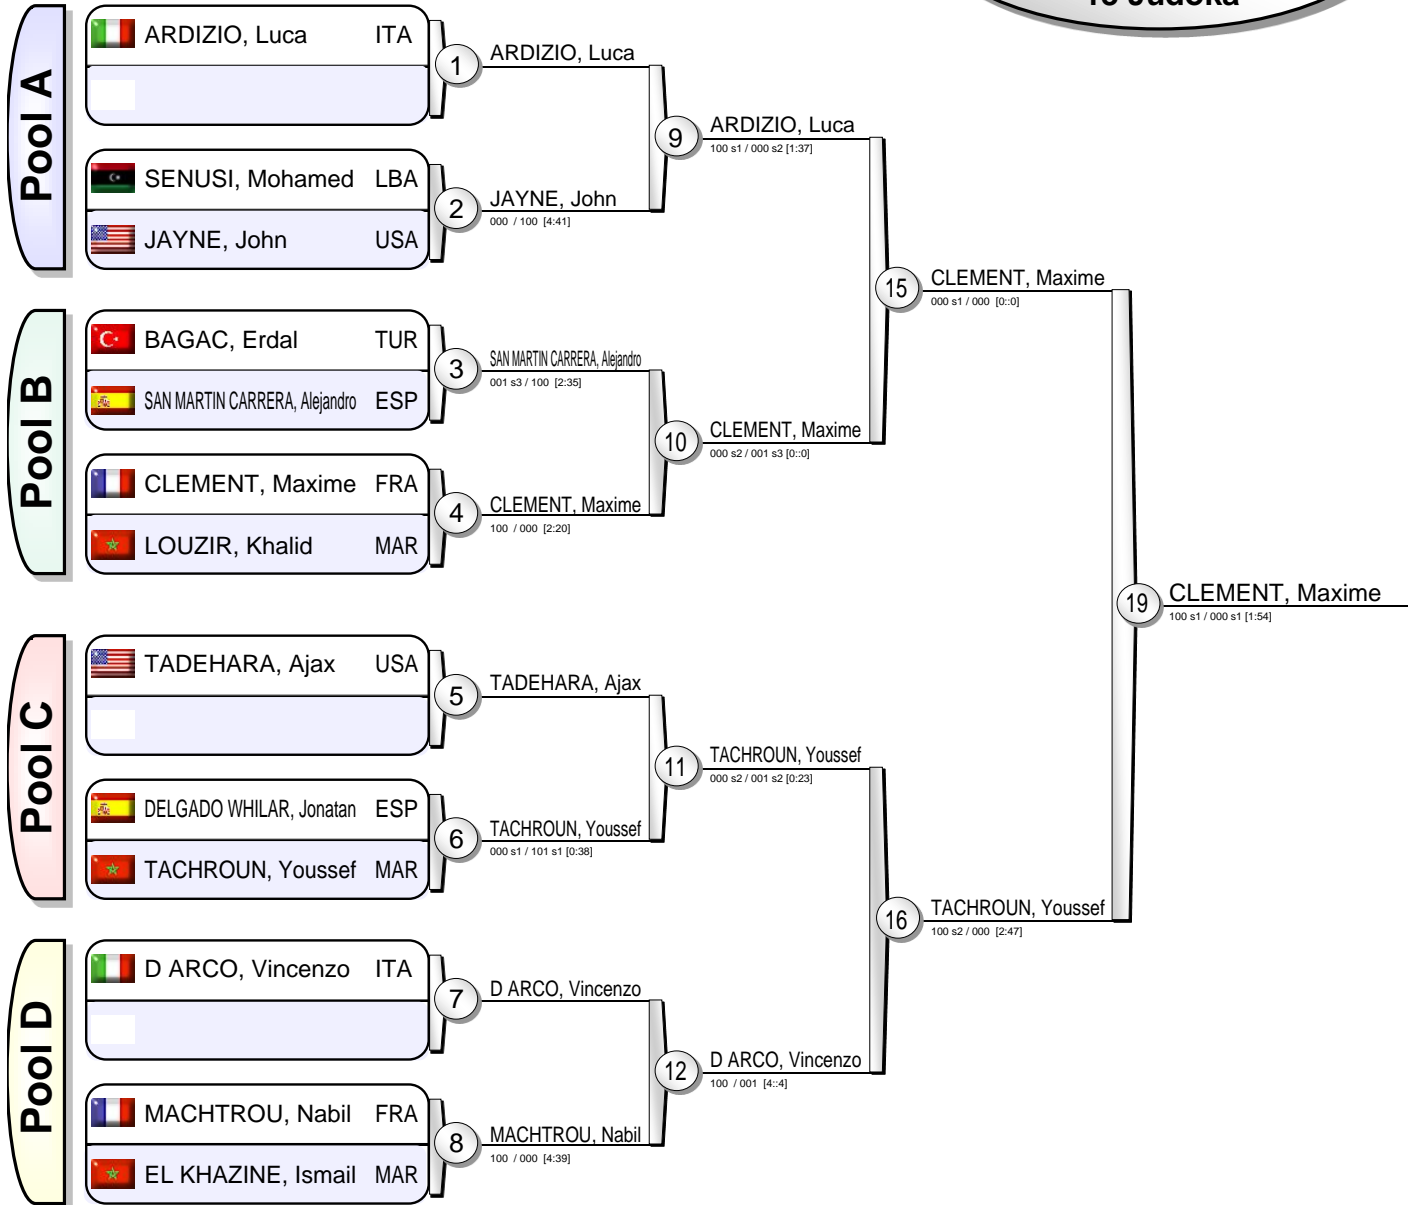 Pool A
ARDIZIO, Luca ITA
SENUSI, Mohamed LBA
JAYNE, John USA
Pool B
BAGAC, Erdal TUR
SAN MARTIN CARRERA, Alejandro ESP
CLEMENT, Maxime FRA
LOUZIR, Khalid MAR
Pool C
TADEHARA, Ajax USA
DELGADO WHILAR, Jonatan ESP
TACHROUN, Youssef MAR
Pool D
D ARCO, Vincenzo ITA
MACHTROU, Nabil FRA
EL KHAZINE, Ismail MAR
1
ARDIZIO, Luca
2
JAYNE, John
000 / 100 [4:41]
3
SAN MARTIN CARRERA, Alejandro
001 s3 / 100 [2:35]
4
CLEMENT, Maxime
100 / 000 [2:20]
5
TADEHARA, Ajax
6
TACHROUN, Youssef
000 s1 / 101 s1 [0:38]
7
D ARCO, Vincenzo
8
MACHTROU, Nabil
100 / 000 [4:39]
9
ARDIZIO, Luca
100 s1 / 000 s2 [1:37]
10
CLEMENT, Maxime
000 s2 / 001 s3 [0::0]
11
TACHROUN, Youssef
000 s2 / 001 s2 [0:23]
12
D ARCO, Vincenzo
100 / 001 [4::4]
15
CLEMENT, Maxime
000 s1 / 000 [0::0]
16
TACHROUN, Youssef
100 s2 / 000 [2:47]
19
CLEMENT, Maxime
100 s1 / 000 s1 [1:54]